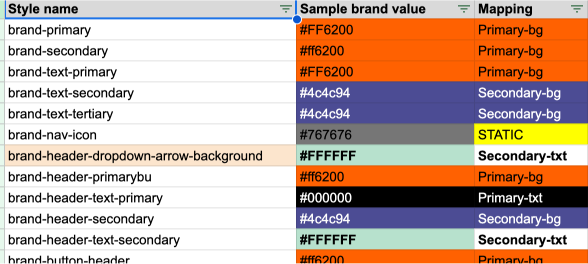 Style name Sample brand value Mapping
brand-primary #FF6200 Primary-bg
brand-secondary #ff6200 Primary-bg
brand-text-primary #FF6200 Primary-bg
brand-text-secondary #4c4c94 Secondary-bg
brand-text-tertiary #4c4c94 Secondary-bg
brand-nav-icon #767676 STATIC
brand-header-dropdown-arrow-background #FFFFFF Secondary-txt
brand-header-primarybu #ff6200 Primary-bg
brand-header-text-primary #000000 Primary-txt
brand-header-secondary #4c4c94 Secondary-bg
brand-header-text-secondary #FFFFFF Secondary-txt
brand-button-header #ff6200 Primary-bg